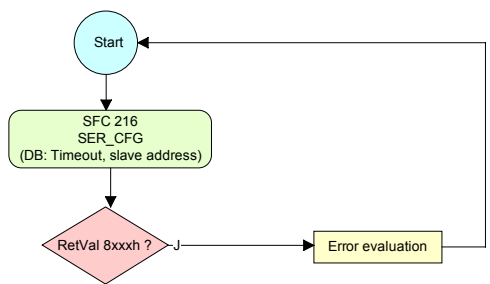 Start
SFC 216
SER_CFG
(DB: Timeout, slave address)
RetVal 8xxxh ?
J
Error evaluation